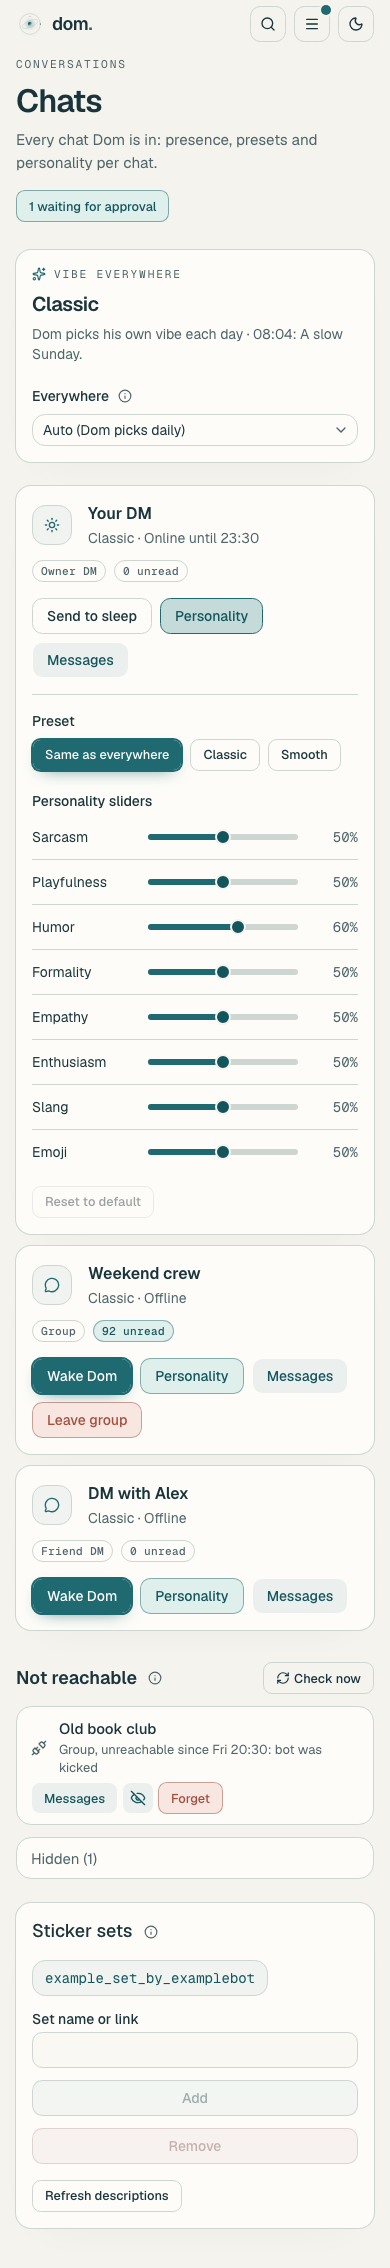 dom.
CONVERSATIONS
Chats
Every chat Dom is in: presence, presets and
personality per chat.
1 waiting for approval
VIBE EVERYWHERE
Classic
Dom picks his own vibe each day · 08:04: A slow
Sunday.
Everywhere
Auto (Dom picks daily)
Your DM
Classic · Online until 23:30
Owner DM 0 unread
Send to sleep Personality
Messages
Preset
Same as everywhere Classic Smooth
Personality sliders
Sarcasm 50%
Playfulness 50%
Humor 60%
Formality 50%
Empathy 50%
Enthusiasm 50%
Slang 50%
Emoji 50%
Reset to default
Weekend crew
Classic · Offline
Group 92 unread
Wake Dom Personality Messages
Leave group
DM with Alex
Classic · Offline
Friend DM 0 unread
Wake Dom Personality Messages
Not reachable Check now
Old book club
Group, unreachable since Fri 20:30: bot was
kicked
Messages Forget
Hidden (1)
Sticker sets
example_set_by_examplebot
Set name or link
Add
Remove
Refresh descriptions